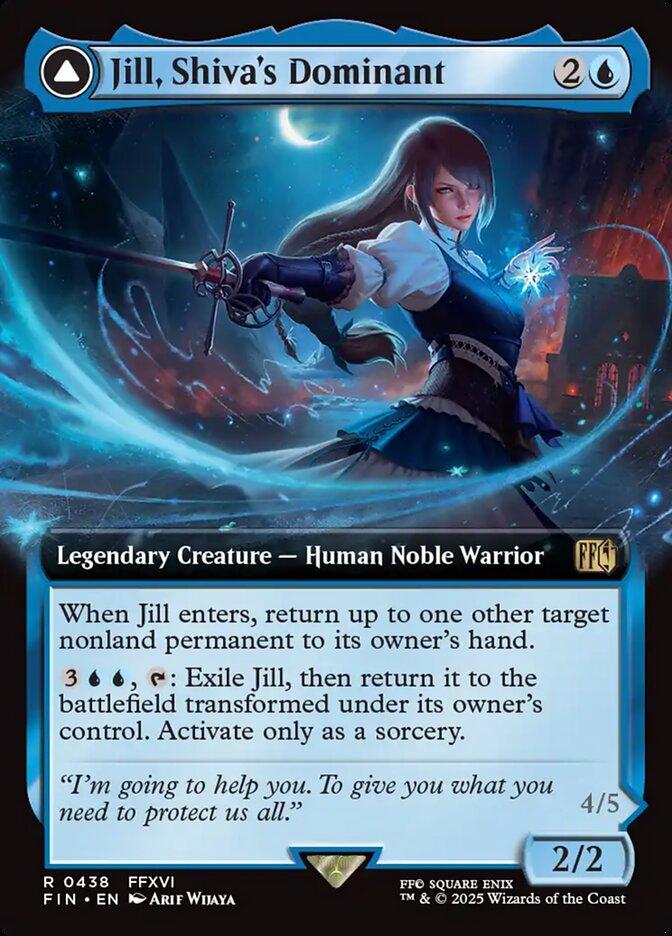 Jill, Shiva's Dominant 2
Legendary Creature — Human Noble Warrior FF
When Jill enters, return up to one other target
nonland permanent to its owner's hand.
3 , : Exile Jill, then return it to the
battlefield transformed under its owner's
control. Activate only as a sorcery.
“I'm going to help you. To give you what you
need to protect us all.”
4/5
2/2
R 0438 FFXVI
FIN • EN Arif Wijaya
FF© SQUARE ENIX
™ & © 2025 Wizards of the Coast